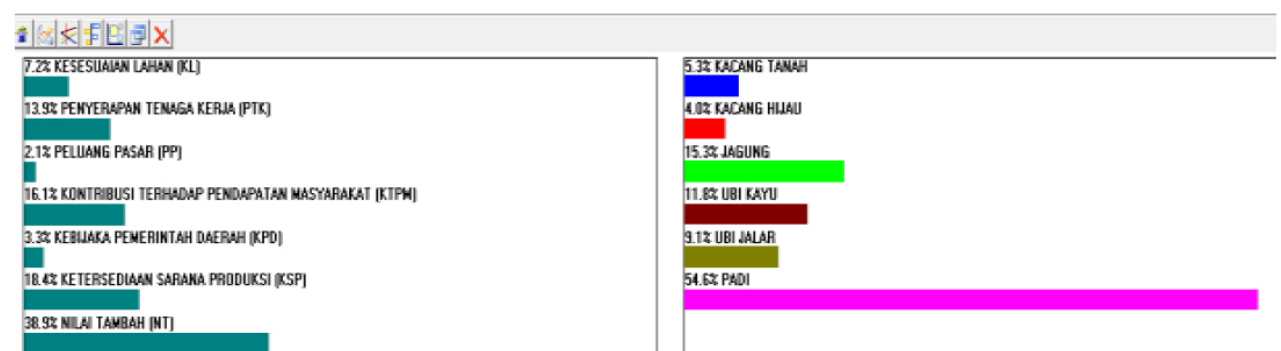 7.2% KESESUAIAN LAHAN (KL)
13.9% PENYERAPAN TENAGA KERJA (PTK)
2.1% PELUANG PASAR (PP)
16.1% KONTRIBUSI TERHADAP PENDAPATAN MASYARAKAT (KTPM)
3.3% KEBIJAKA PEMERINTAH DAERAH (KPD)
18.4% KETERSEDIAAN SARANA PRODUKSI (KSP)
38.9% NILAI TAMBAH (NT)
5.3% KACANG TANAH
4.0% KACANG HIJAU
15.3% JAGUNG
11.8% UBI KAYU
9.1% UBI JALAR
54.6% PADI